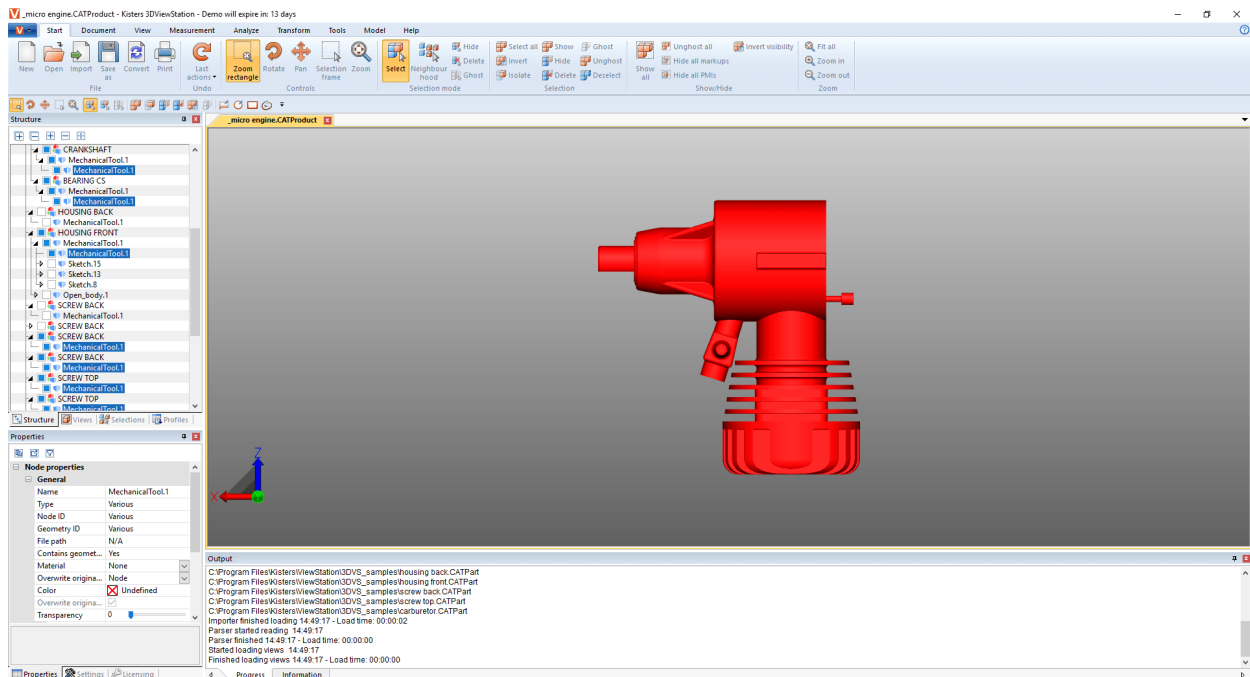 _micro engine.CATProduct - Kisters 3DViewStation - Demo will expire in: 13 days
Start Document View Measurement Analyze Transform Tools Model Help
New Open Import Save as Convert Print
File
Last actions
Undo
Zoom rectangle Rotate Pan Selection frame Zoom
Controls
Select Neighbour hood Hide Delete Ghost
Selection mode
Select all Show Ghost
Invert Hide Unghost
Isolate Delete Deselect
Selection
Show all Unghost all Invert visibility
Hide all markups
Hide all PMIs
Show/Hide
Fit all
Zoom in
Zoom out
Zoom
Structure
_micro engine.CATProduct
CRANKSHAFT
MechanicalTool.1
MechanicalTool.1
BEARING CS
MechanicalTool.1
MechanicalTool.1
HOUSING BACK
MechanicalTool.1
HOUSING FRONT
MechanicalTool.1
MechanicalTool.1
Sketch.15
Sketch.13
Sketch.8
Open_body.1
SCREW BACK
MechanicalTool.1
SCREW BACK
SCREW BACK
MechanicalTool.1
SCREW BACK
MechanicalTool.1
SCREW TOP
MechanicalTool.1
SCREW TOP
MechanicalTool.1
Structure Views Selections Profiles
Properties
Node properties
General
Name MechanicalTool.1
Type Various
Node ID Various
Geometry ID Various
File path N/A
Contains geomet... Yes
Material None
Overwrite origina... Node
Color Undefined
Overwrite origina...
Transparency 0
Properties Settings Licensing
Z
X
Output
C:\Program Files\Kisters\ViewStation\3DVS_samples\housing back.CATPart
C:\Program Files\Kisters\ViewStation\3DVS_samples\housing front.CATPart
C:\Program Files\Kisters\ViewStation\3DVS_samples\screw back.CATPart
C:\Program Files\Kisters\ViewStation\3DVS_samples\screw top.CATPart
C:\Program Files\Kisters\ViewStation\3DVS_samples\carburetor.CATPart
Importer finished loading 14:49:17 - Load time: 00:00:02
Parser started reading 14:49:17
Parser finished 14:49:17 - Load time: 00:00:00
Started loading views 14:49:17
Finished loading views 14:49:17 - Load time: 00:00:00
Progress Information